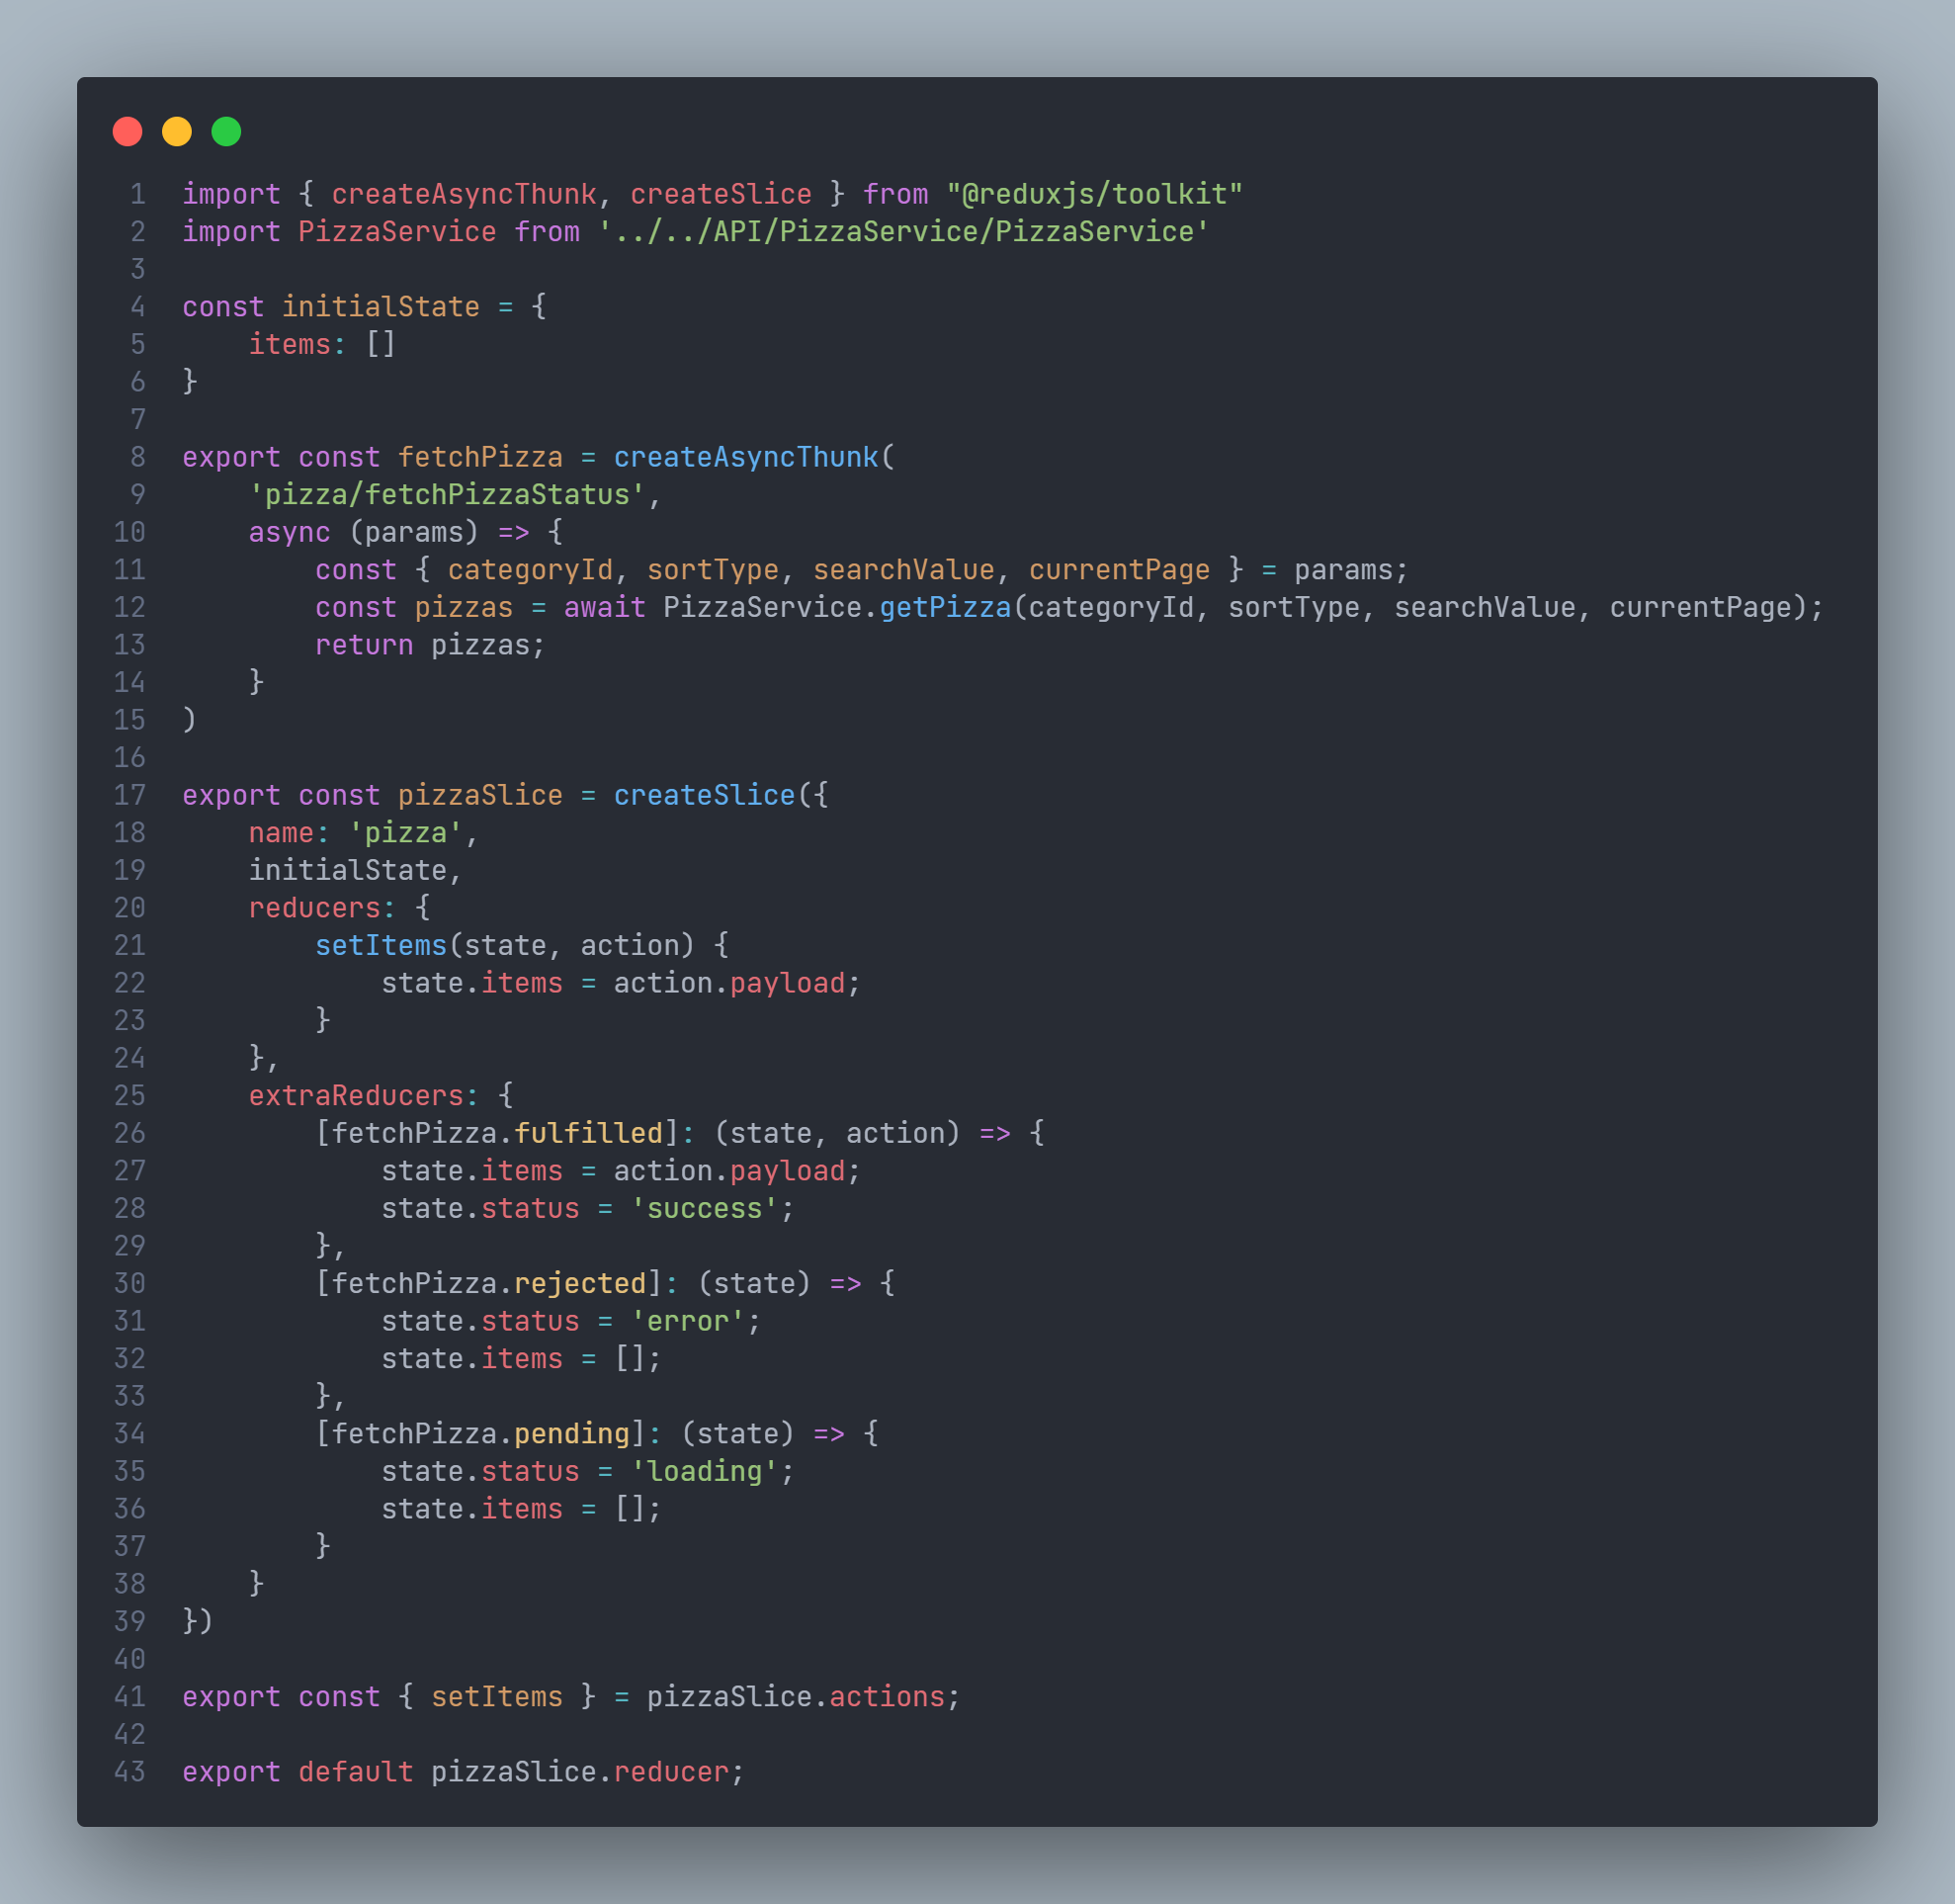 1 import { createAsyncThunk, createSlice } from "@reduxjs/toolkit"
2 import PizzaService from '../../API/PizzaService/PizzaService'
3
4 const initialState = {
5     items: []
6 }
7
8 export const fetchPizza = createAsyncThunk(
9     'pizza/fetchPizzaStatus',
10     async (params) => {
11         const { categoryId, sortType, searchValue, currentPage } = params;
12         const pizzas = await PizzaService.getPizza(categoryId, sortType, searchValue, currentPage);
13         return pizzas;
14     }
15 )
16
17 export const pizzaSlice = createSlice({
18     name: 'pizza',
19     initialState,
20     reducers: {
21         setItems(state, action) {
22             state.items = action.payload;
23         }
24     },
25     extraReducers: {
26         [fetchPizza.fulfilled]: (state, action) => {
27             state.items = action.payload;
28             state.status = 'success';
29         },
30         [fetchPizza.rejected]: (state) => {
31             state.status = 'error';
32             state.items = [];
33         },
34         [fetchPizza.pending]: (state) => {
35             state.status = 'loading';
36             state.items = [];
37         }
38     }
39 })
40
41 export const { setItems } = pizzaSlice.actions;
42
43 export default pizzaSlice.reducer;